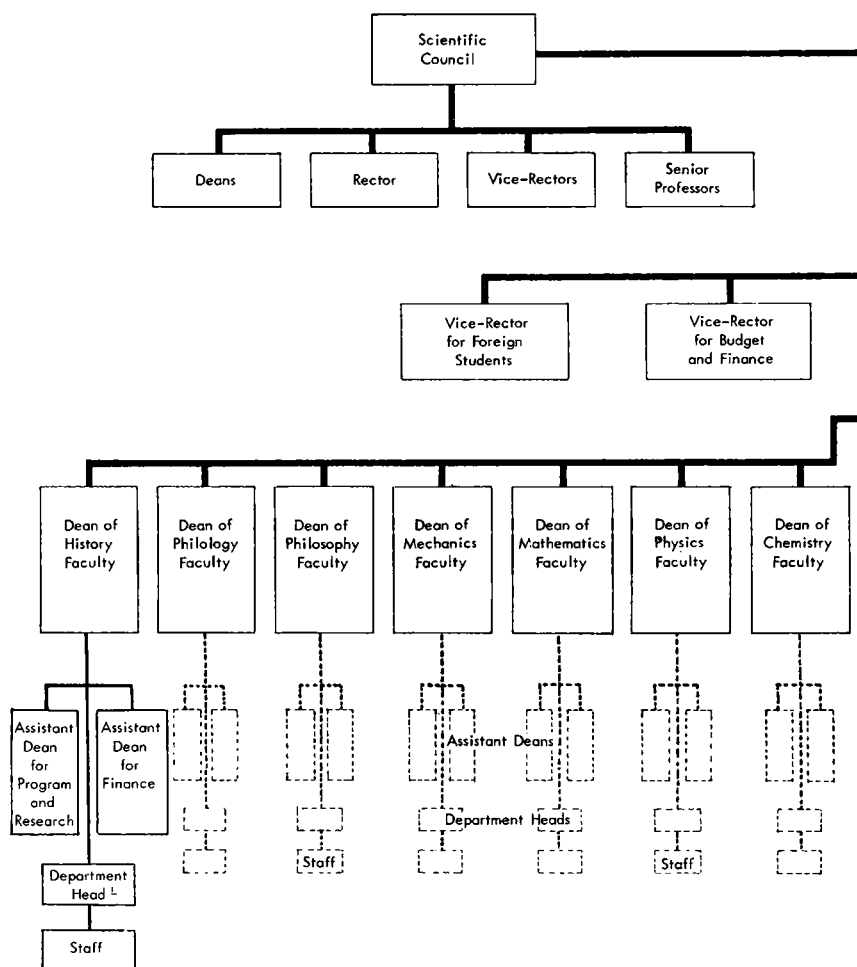 Scientific
Council
Deans
Rector
Vice-Rectors
Senior
Professors
Vice-Rector
for Foreign
Students
Vice-Rector
for Budget
and Finance
Dean of
History
Faculty
Dean of
Philology
Faculty
Dean of
Philosophy
Faculty
Dean of
Mechanics
Faculty
Dean of
Mathematics
Faculty
Dean of
Physics
Faculty
Dean of
Chemistry
Faculty
Assistant
Dean
for
Program
and
Research
Assistant
Dean
for
Finance
Assistant Deans
Department Heads
Staff
Staff
Department
Head 1
Staff